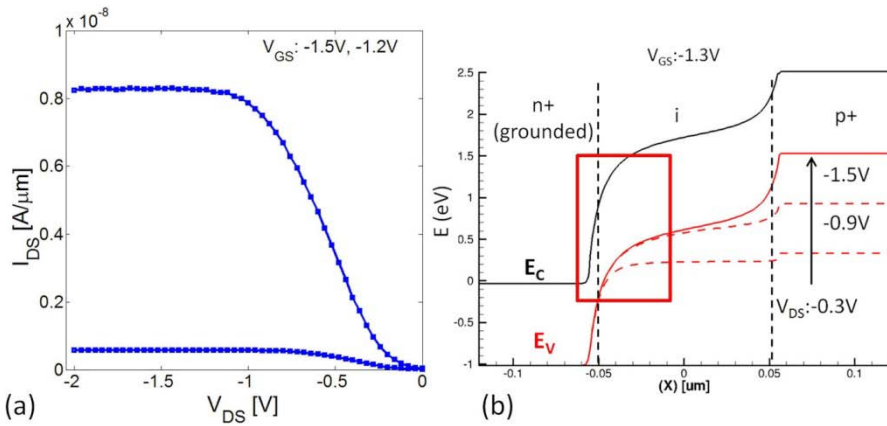 x 10⁻⁸
V_GS: -1.5V, -1.2V
1
0.8
0.6
0.4
0.2
0
I_DS [A/μm]
-2 -1.5 -1 -0.5 0
V_DS [V]
(a)
V_GS:-1.3V
2.5
2
1.5
1
0.5
0
-0.5
-1
E (eV)
n+
(grounded)
i
p+
-1.5V
-0.9V
V_DS:-0.3V
E_C
E_V
-0.1 -0.05 0 0.05 0.1
(X) [um]
(b)